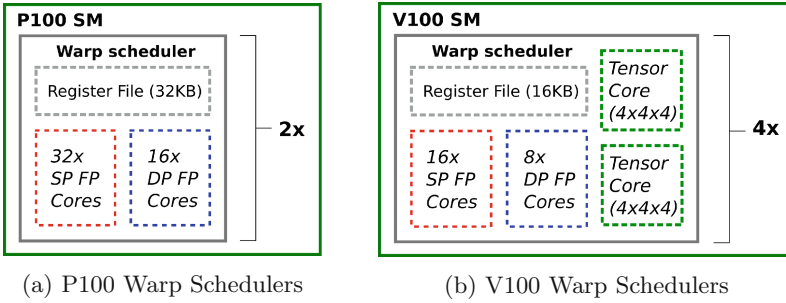 P100 SM
Warp scheduler
Register File (32KB)
32x
SP FP
Cores
16x
DP FP
Cores
2x
(a) P100 Warp Schedulers
V100 SM
Warp scheduler
Register File (16KB)
16x
SP FP
Cores
8x
DP FP
Cores
Tensor
Core
(4x4x4)
Tensor
Core
(4x4x4)
4x
(b) V100 Warp Schedulers